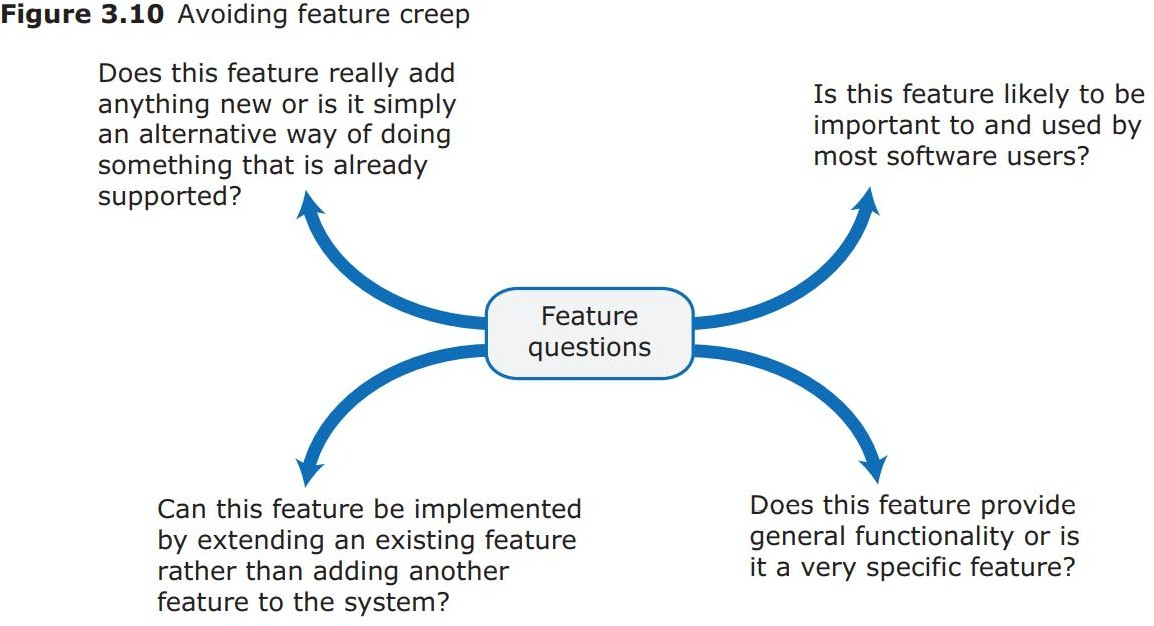 Figure 3.10 Avoiding feature creep
Does this feature really add
anything new or is it simply
an alternative way of doing
something that is already
supported?
Is this feature likely to be
important to and used by
most software users?
Feature
questions
Can this feature be implemented
by extending an existing feature
rather than adding another
feature to the system?
Does this feature provide
general functionality or is
it a very specific feature?